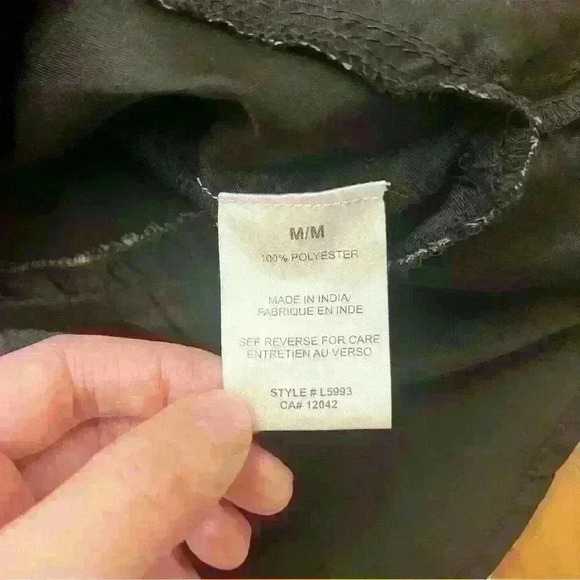 M/M
100% POLYESTER
MADE IN INDIA/
FABRIQUE EN INDE
SEE REVERSE FOR CARE
ENTRETIEN AU VERSO
STYLE # L5993
CA# 12042